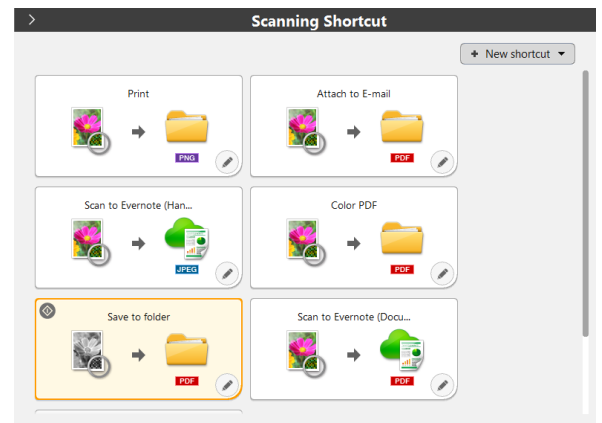 Scanning Shortcut
+ New shortcut
Print
PNG
Attach to E-mail
PDF
Scan to Evernote (Han...
JPEG
Color PDF
PDF
Save to folder
PDF
Scan to Evernote (Docu...
PDF